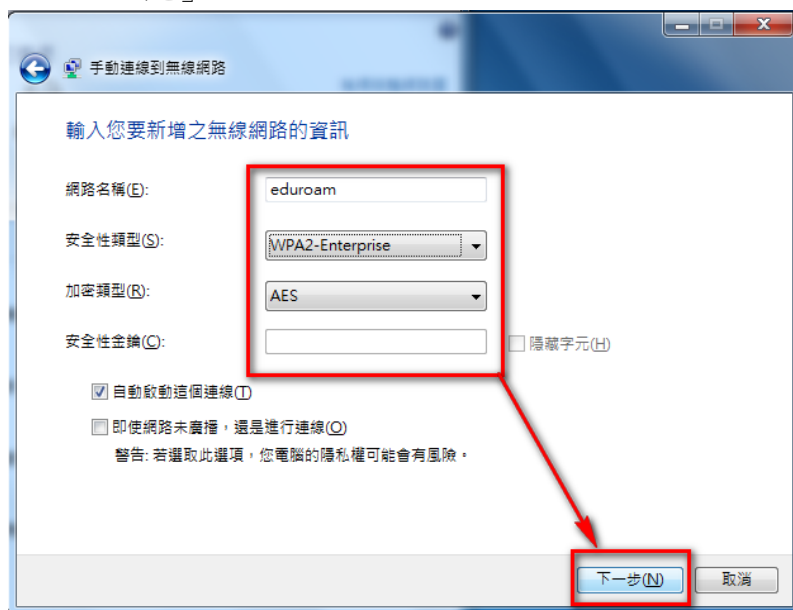 手動連線到無線網路
輸入您要新增之無線網路的資訊
網路名稱(E):
eduroam
安全性類型(S):
WPA2-Enterprise
加密類型(R):
AES
安全性金鑰(C):
隱藏字元(H)
自動啟動這個連線(T)
即使網路未廣播，還是進行連線(O)
警告: 若選取此選項，您電腦的隱私權可能會有風險。
下一步(N)
取消